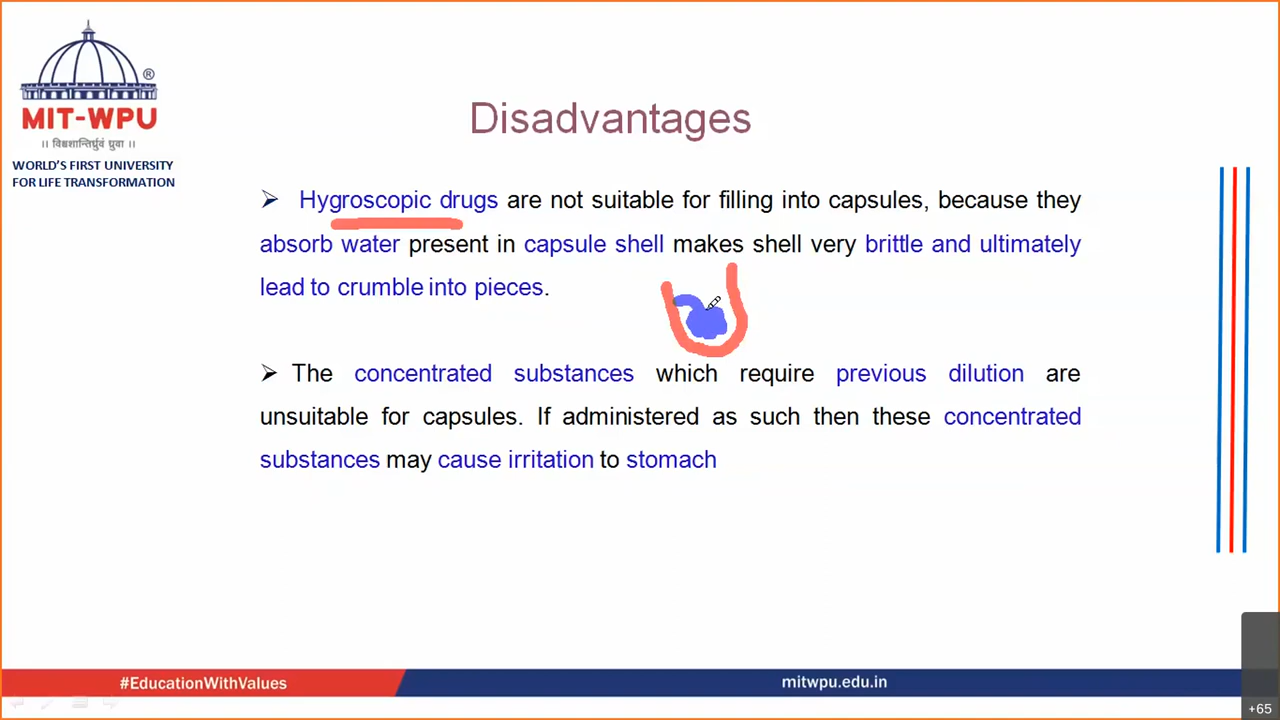 MIT-WPU
®
॥ विश्वशान्तिर्ध्रुवं ध्रुवा ॥
WORLD'S FIRST UNIVERSITY
FOR LIFE TRANSFORMATION
Disadvantages
➢ Hygroscopic drugs are not suitable for filling into capsules, because they
absorb water present in capsule shell makes shell very brittle and ultimately
lead to crumble into pieces.
➢ The concentrated substances which require previous dilution are
unsuitable for capsules. If administered as such then these concentrated
substances may cause irritation to stomach
#EducationWithValues
mitwpu.edu.in
+65